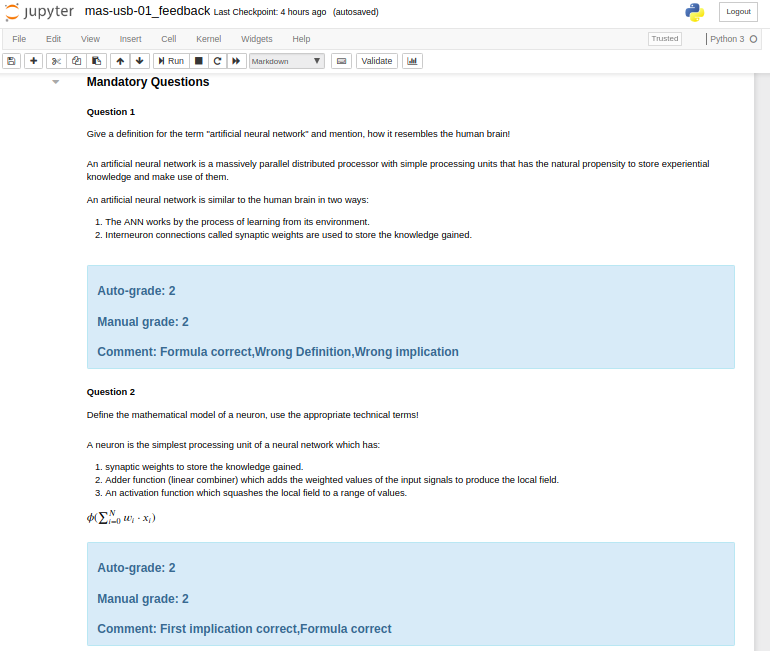 jupyter mas-usb-01_feedback Last Checkpoint: 4 hours ago (autosaved) Logout
File Edit View Insert Cell Kernel Widgets Help Trusted Python 3
Run Markdown Validate
Mandatory Questions
Question 1
Give a definition for the term "artificial neural network" and mention, how it resembles the human brain!
An artificial neural network is a massively parallel distributed processor with simple processing units that has the natural propensity to store experiential
knowledge and make use of them.
An artificial neural network is similar to the human brain in two ways:
1. The ANN works by the process of learning from its environment.
2. Interneuron connections called synaptic weights are used to store the knowledge gained.
Auto-grade: 2
Manual grade: 2
Comment: Formula correct,Wrong Definition,Wrong implication
Question 2
Define the mathematical model of a neuron, use the appropriate technical terms!
A neuron is the simplest processing unit of a neural network which has:
1. synaptic weights to store the knowledge gained.
2. Adder function (linear combiner) which adds the weighted values of the input signals to produce the local field.
3. An activation function which squashes the local field to a range of values.
ϕ(∑_{i=0}^{N} w_i · x_i)
Auto-grade: 2
Manual grade: 2
Comment: First implication correct,Formula correct